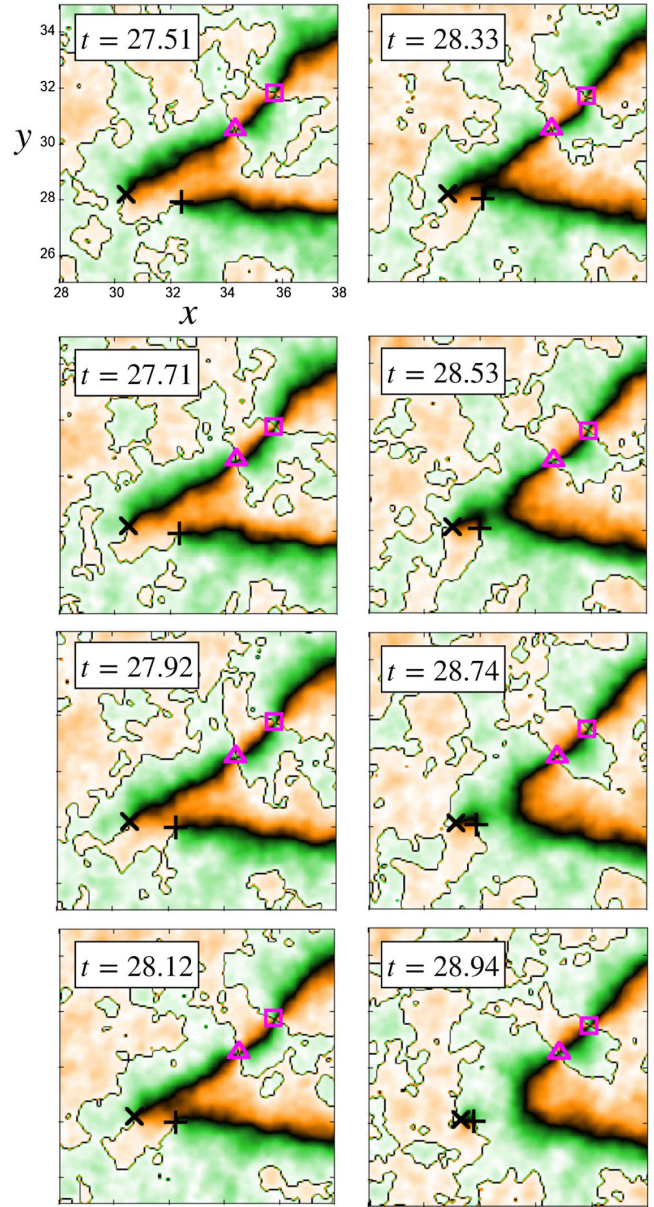 t = 27.51
t = 28.33
34
32
30
28
26
y
28 30 32 34 36 38
x
t = 27.71
t = 28.53
t = 27.92
t = 28.74
t = 28.12
t = 28.94